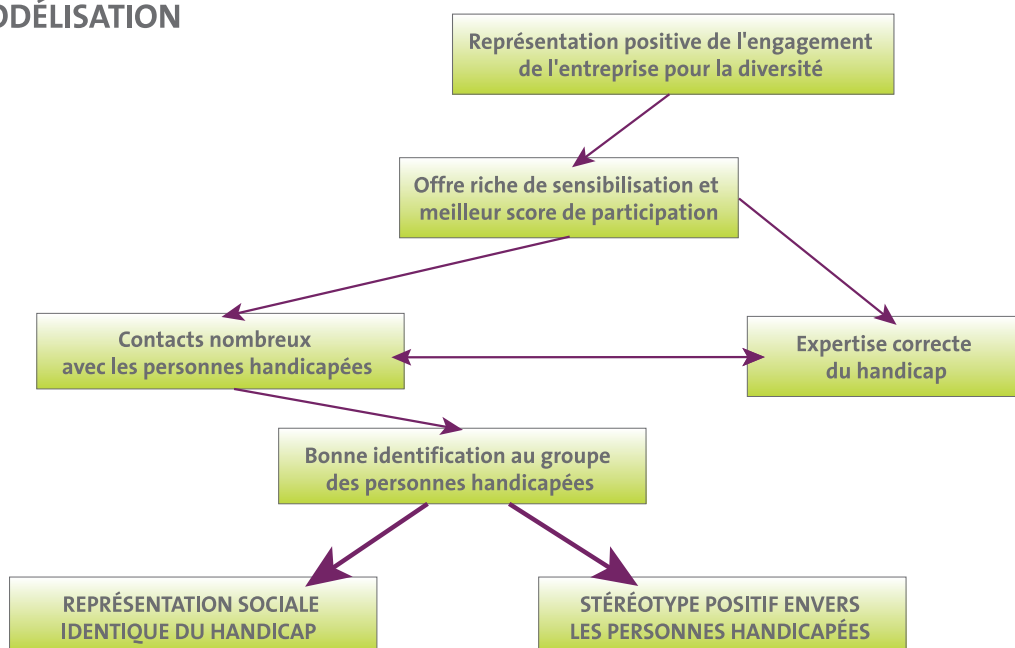 ODÉLISATION
Représentation positive de l'engagement
de l'entreprise pour la diversité
Offre riche de sensibilisation et
meilleur score de participation
Contacts nombreux
avec les personnes handicapées
Expertise correcte
du handicap
Bonne identification au groupe
des personnes handicapées
REPRÉSENTATION SOCIALE
IDENTIQUE DU HANDICAP
STÉRÉOTYPE POSITIF ENVERS
LES PERSONNES HANDICAPÉES